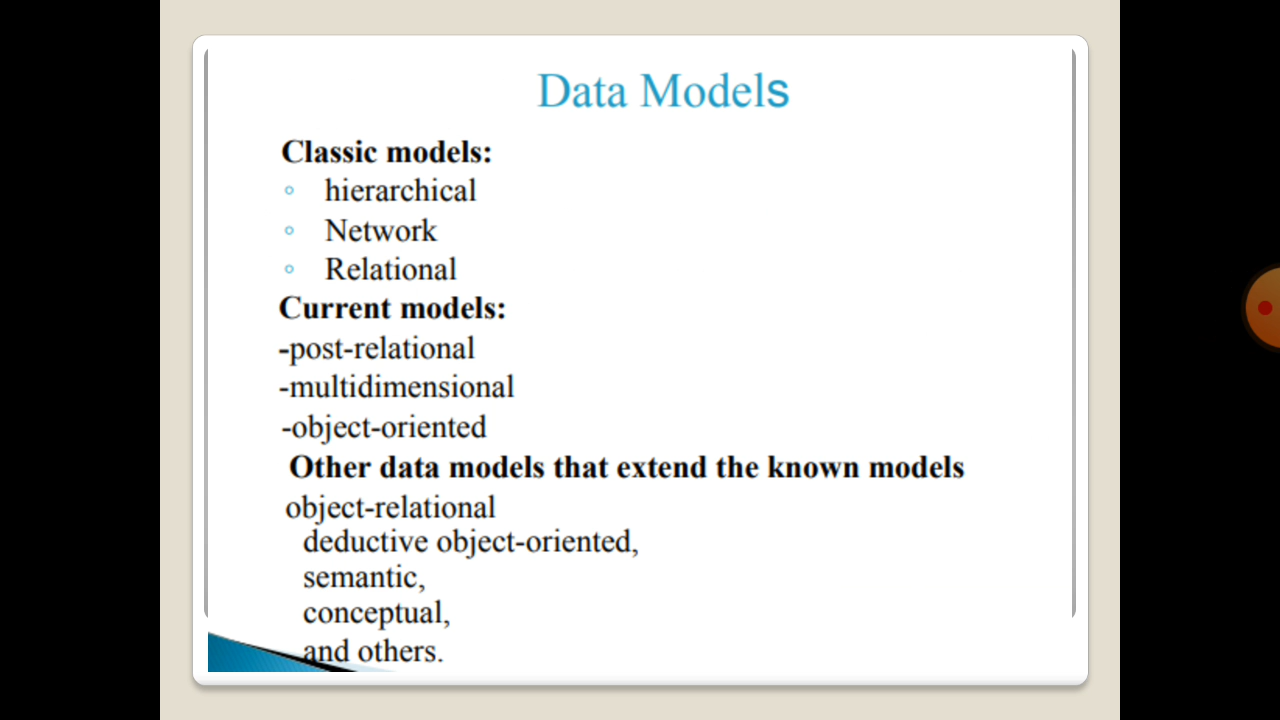 Data Models
Classic models:
◦ hierarchical
◦ Network
◦ Relational
Current models:
-post-relational
-multidimensional
-object-oriented
Other data models that extend the known models
object-relational
deductive object-oriented,
semantic,
conceptual,
and others.